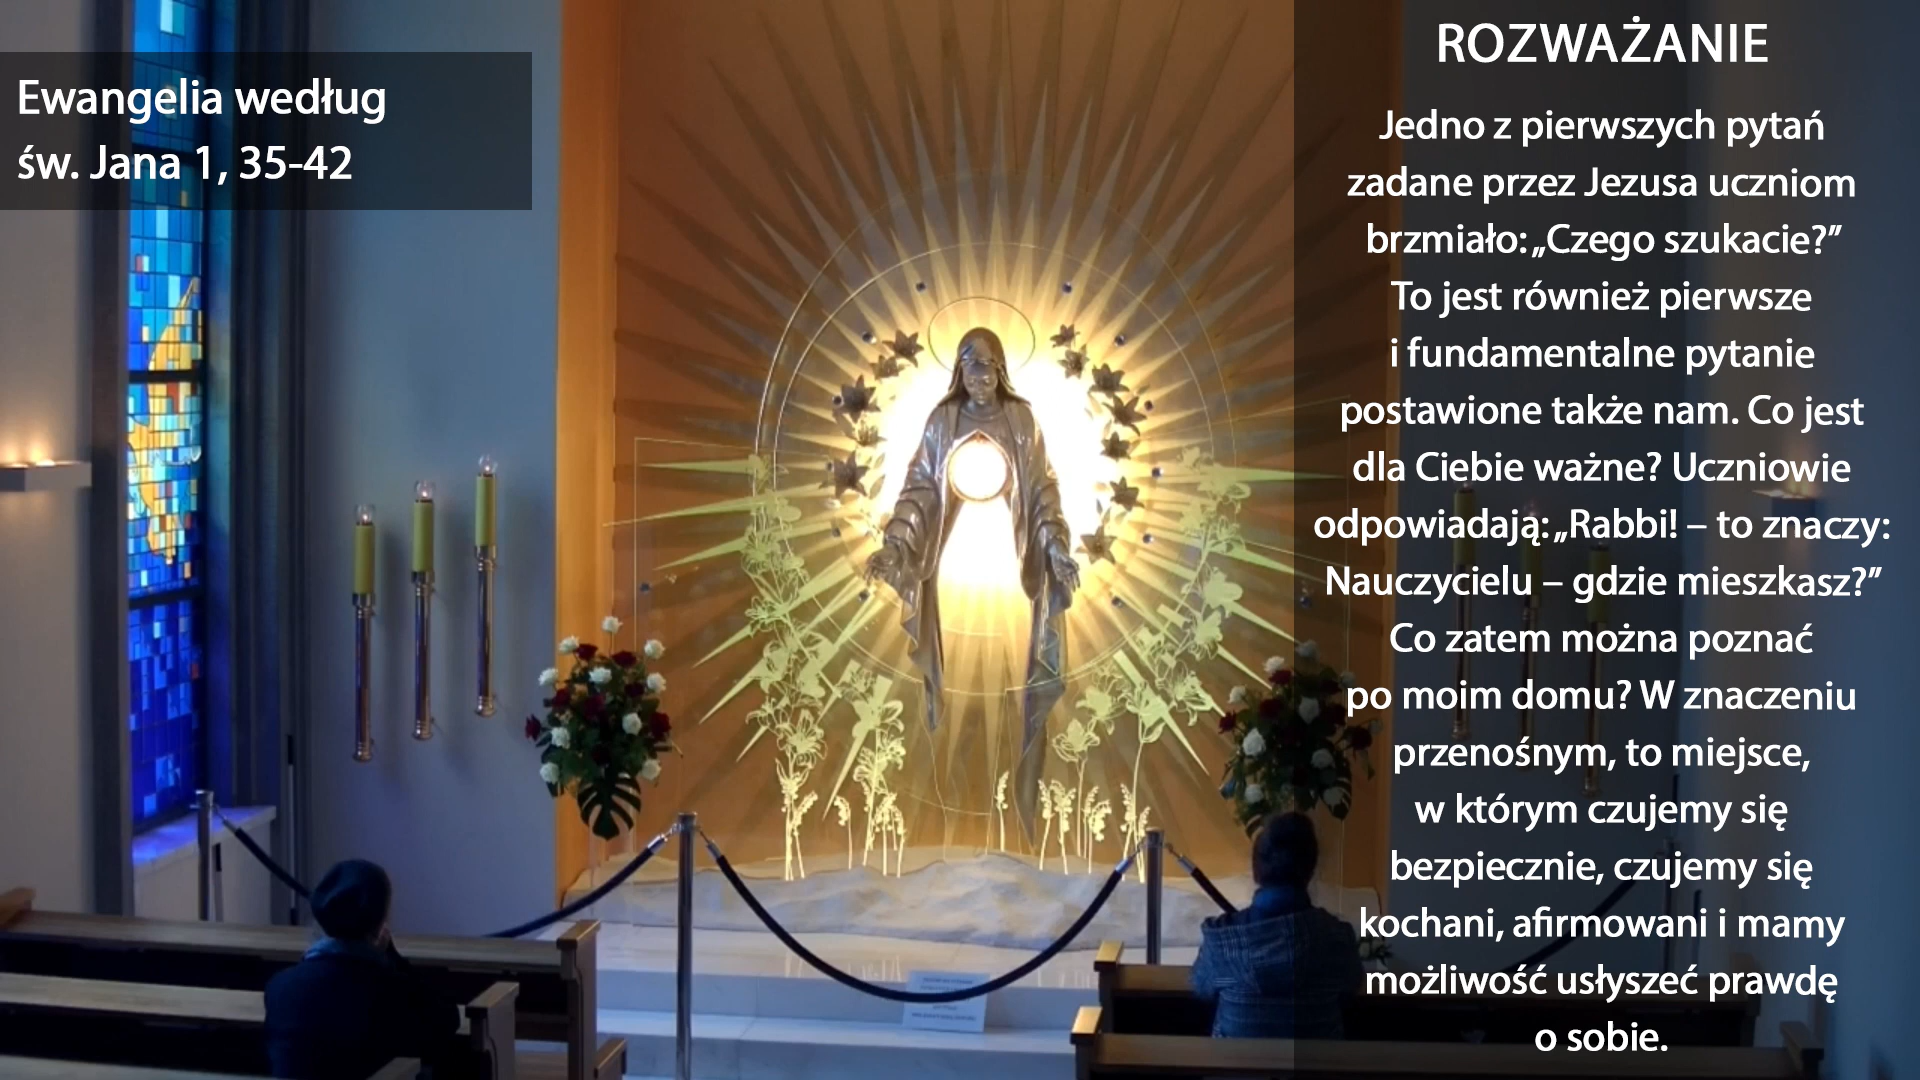 Ewangelia według
św. Jana 1, 35-42
ROZWAŻANIE
Jedno z pierwszych pytań
zadane przez Jezusa uczniom
brzmiało: „Czego szukacie?”
To jest również pierwsze
i fundamentalne pytanie
postawione także nam. Co jest
dla Ciebie ważne? Uczniowie
odpowiadają: „Rabbi! – to znaczy:
Nauczycielu – gdzie mieszkasz?”
Co zatem można poznać
po moim domu? W znaczeniu
przenośnym, to miejsce,
w którym czujemy się
bezpiecznie, czujemy się
kochani, afirmowani i mamy
możliwość usłyszeć prawdę
o sobie.